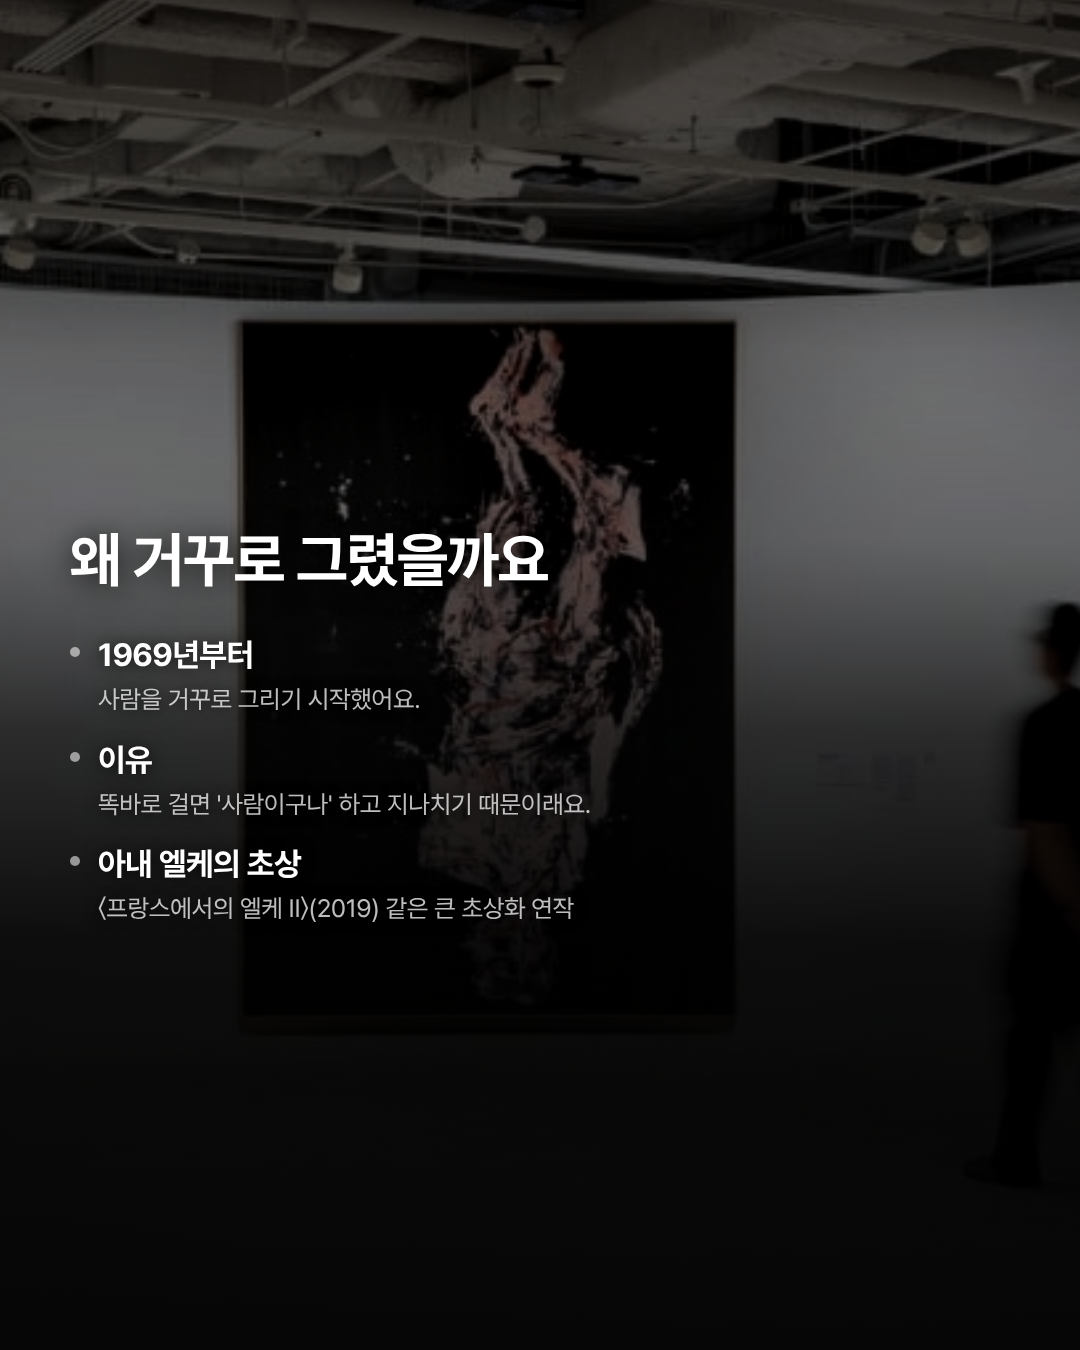 왜 거꾸로 그렸을까요
• 1969년부터
사람을 거꾸로 그리기 시작했어요.
• 이유
똑바로 걸면 '사람이구나' 하고 지나치기 때문이래요.
• 아내 엘케의 초상
〈프랑스에서의 엘케 II〉(2019) 같은 큰 초상화 연작